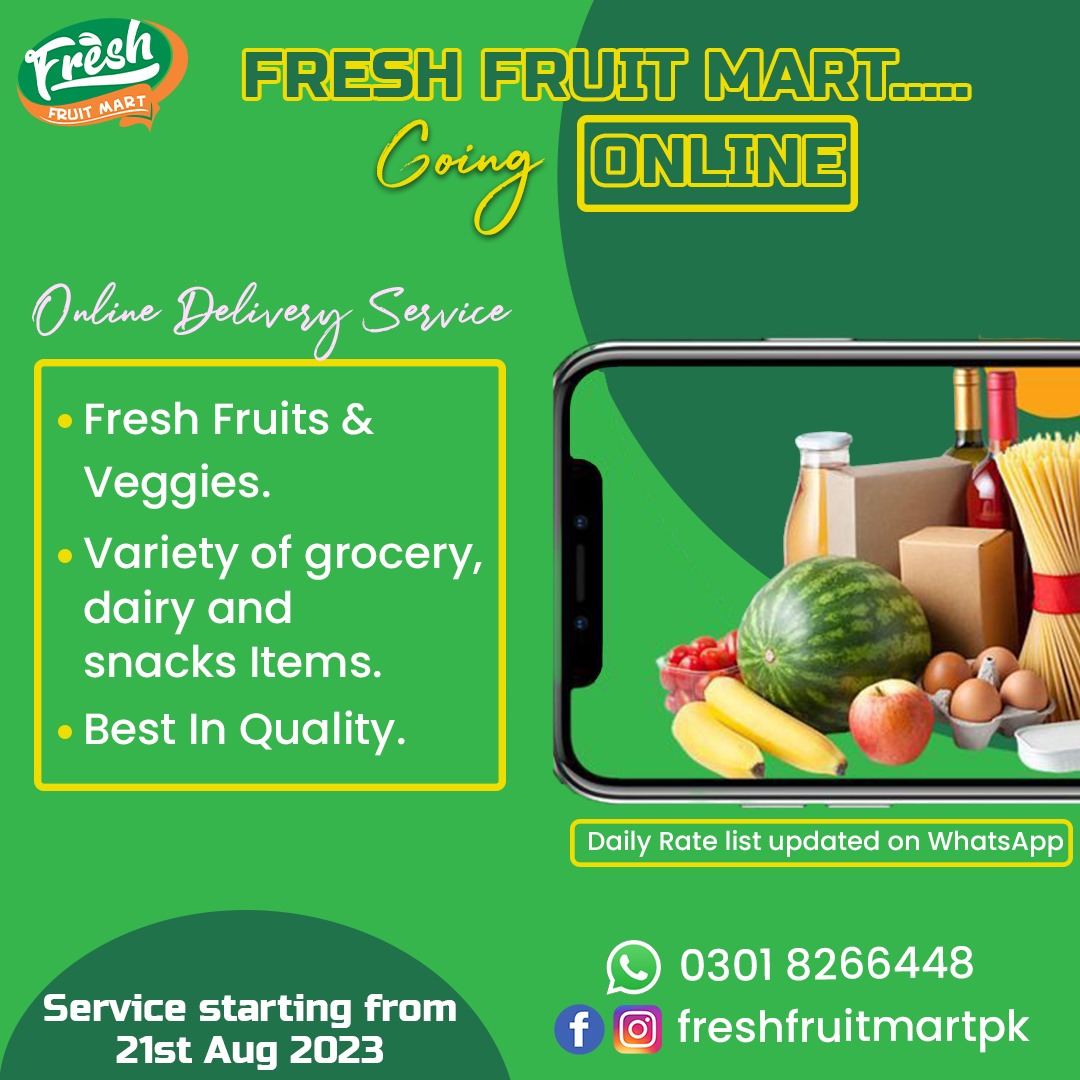 Fresh
FRUIT MART
FRESH FRUIT MART.....
Going ONLINE
Online Delivery Service
• Fresh Fruits &
Veggies.
• Variety of grocery,
dairy and
snacks Items.
• Best In Quality.
Daily Rate list updated on WhatsApp
Service starting from
21st Aug 2023
0301 8266448
freshfruitmartpk